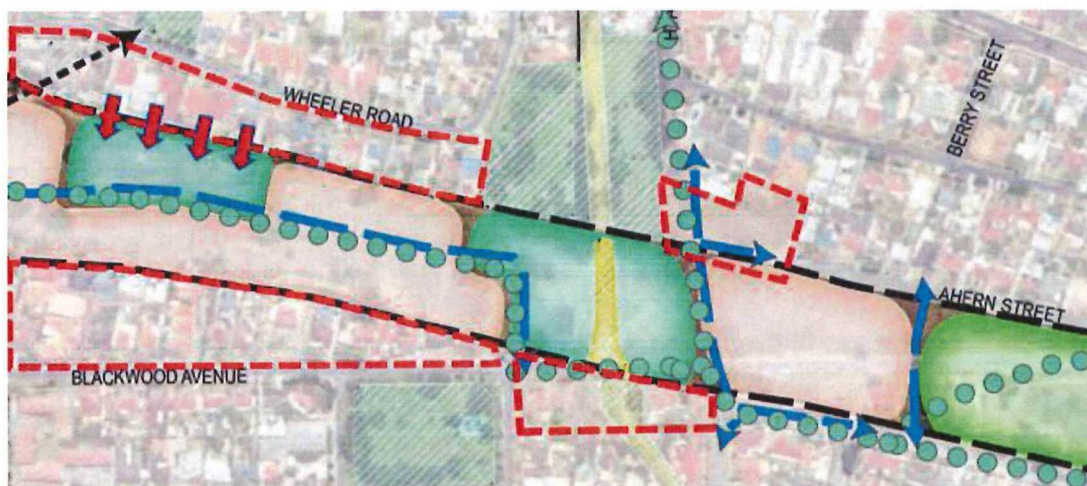 WHEELER ROAD
BERRY STREET
AHERN STREET
BLACKWOOD AVENUE